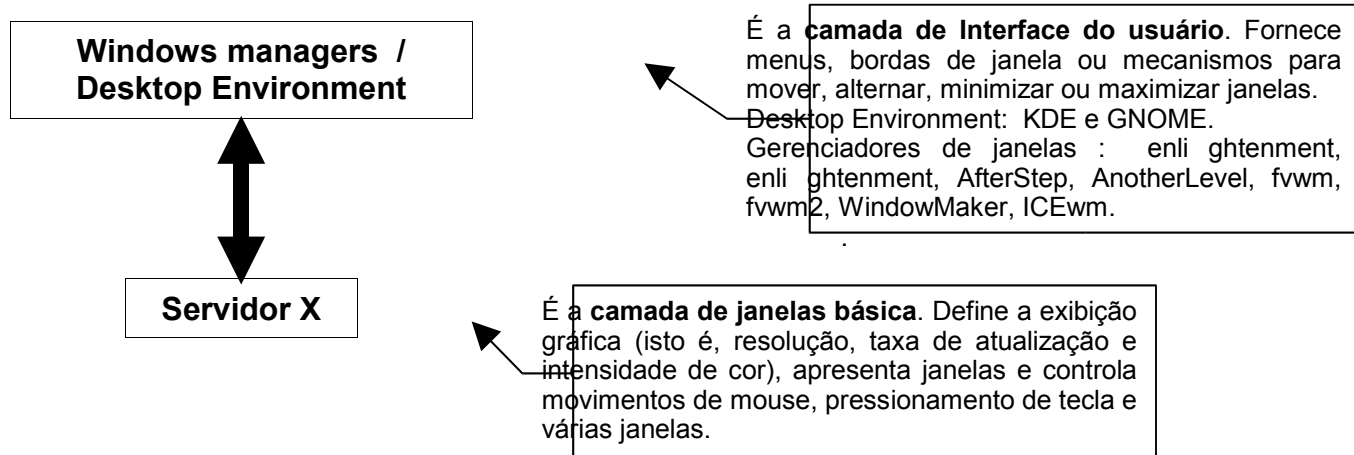 Windows managers /
Desktop Environment
É a camada de Interface do usuário. Fornece
menus, bordas de janela ou mecanismos para
mover, alternar, minimizar ou maximizar janelas.
Desktop Environment: KDE e GNOME.
Gerenciadores de janelas : enli ghtenment,
enli ghtenment, AfterStep, AnotherLevel, fvwm,
fvwm2, WindowMaker, ICEwm.
.
Servidor X
É a camada de janelas básica. Define a exibição
gráfica (isto é, resolução, taxa de atualização e
intensidade de cor), apresenta janelas e controla
movimentos de mouse, pressionamento de tecla e
várias janelas.